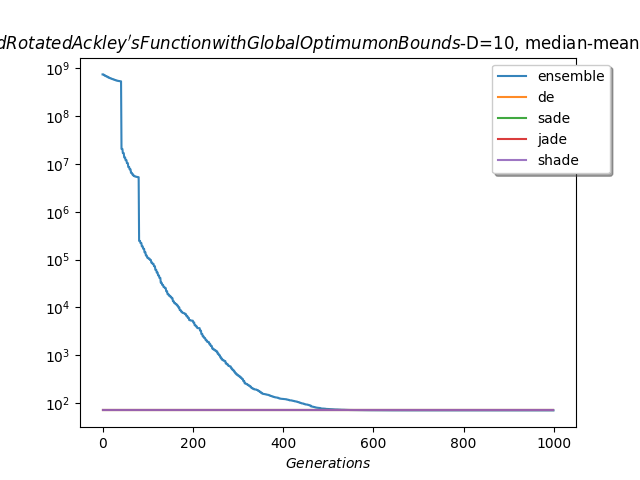 dRotatedAckley'sFunctionwithGlobalOptimumonBounds-D=10, median-mean
10⁹
10⁸
10⁷
10⁶
10⁵
10⁴
10³
10²
ensemble
de
sade
jade
shade
0 200 400 600 800 1000
Generations